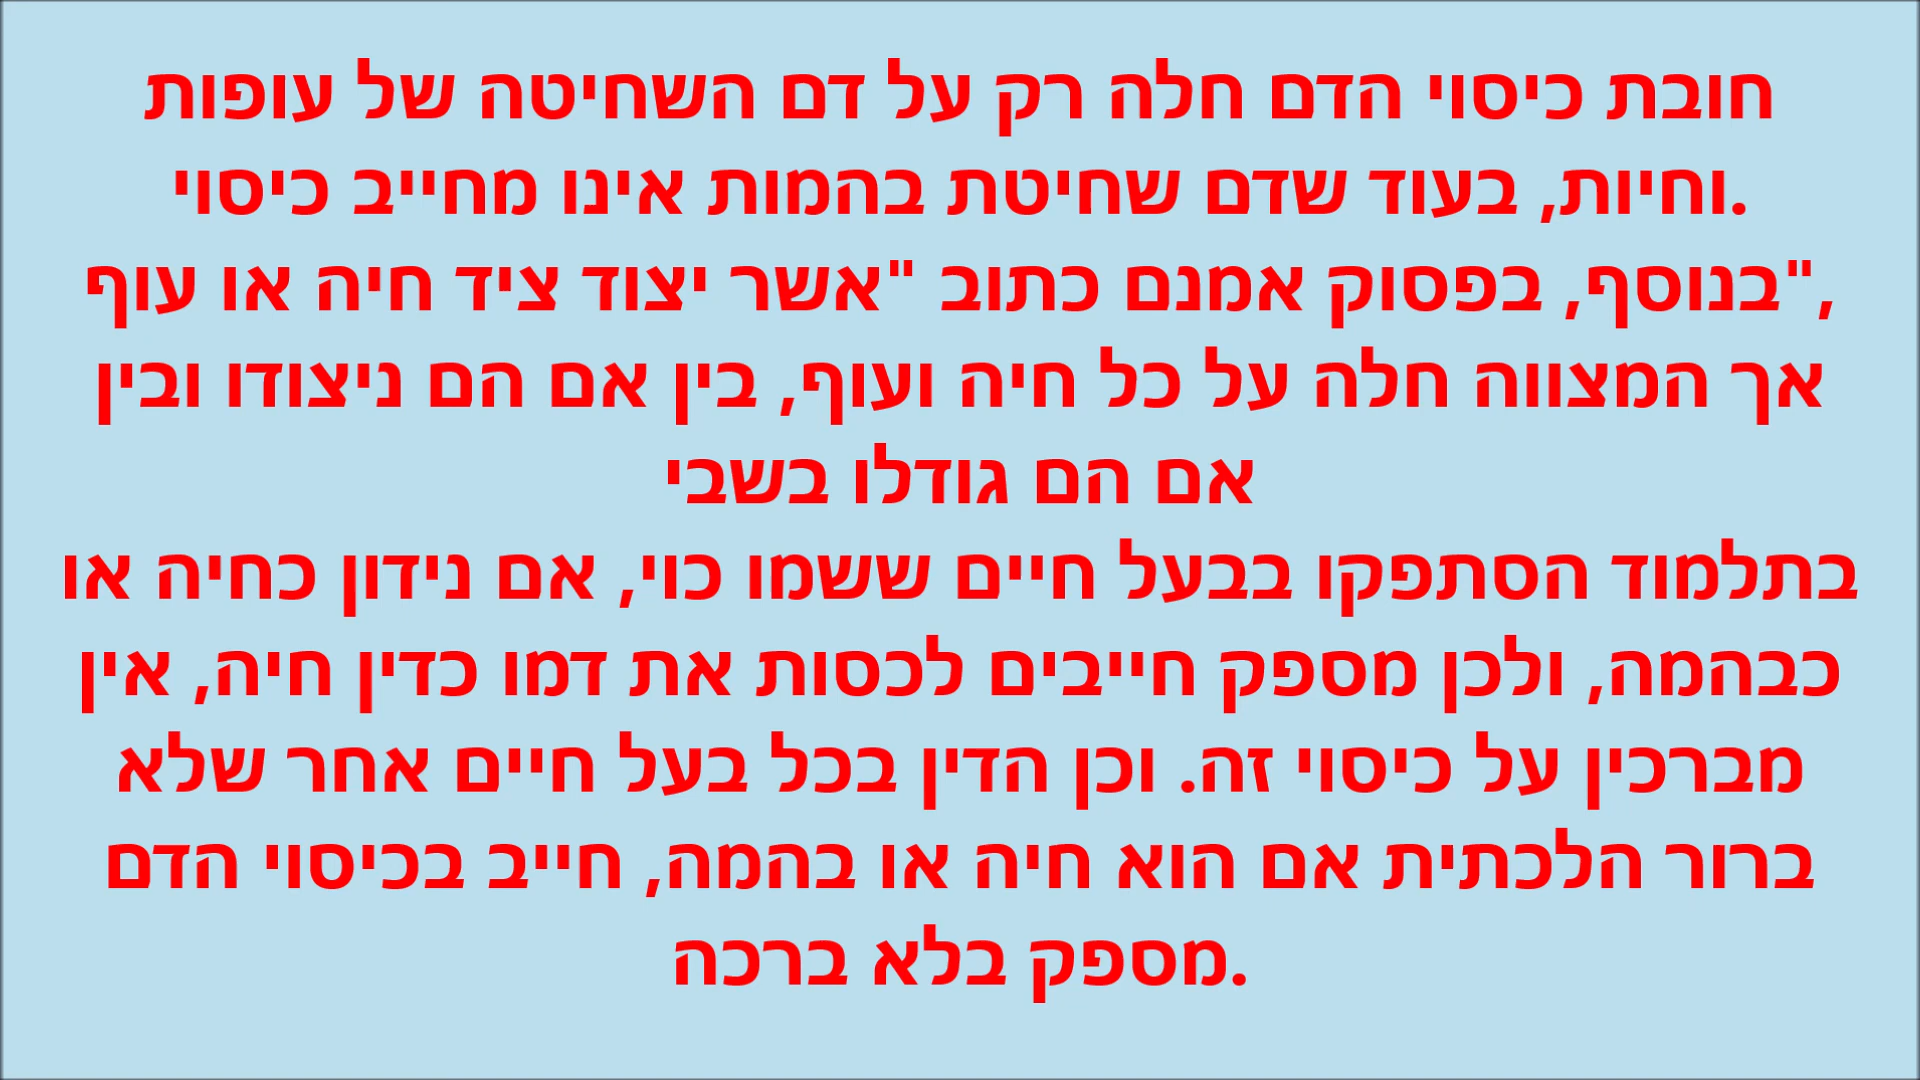 חובת כיסוי הדם חלה רק על דם השחיטה של עופות
וחיות, בעוד שדם שחיטת בהמות אינו מחייב כיסוי.
בנוסף, בפסוק אמנם כתוב "אשר יצוד ציד חיה או עוף",
אך המצווה חלה על כל חיה ועוף, בין אם הם ניצודו ובין
אם הם גודלו בשבי
בתלמוד הסתפקו בבעל חיים ששמו כוי, אם נידון כחיה או
כבהמה, ולכן מספק חייבים לכסות את דמו כדין חיה, אין
מברכין על כיסוי זה. וכן הדין בכל בעל חיים אחר שלא
ברור הלכתית אם הוא חיה או בהמה, חייב בכיסוי הדם
מספק בלא ברכה.